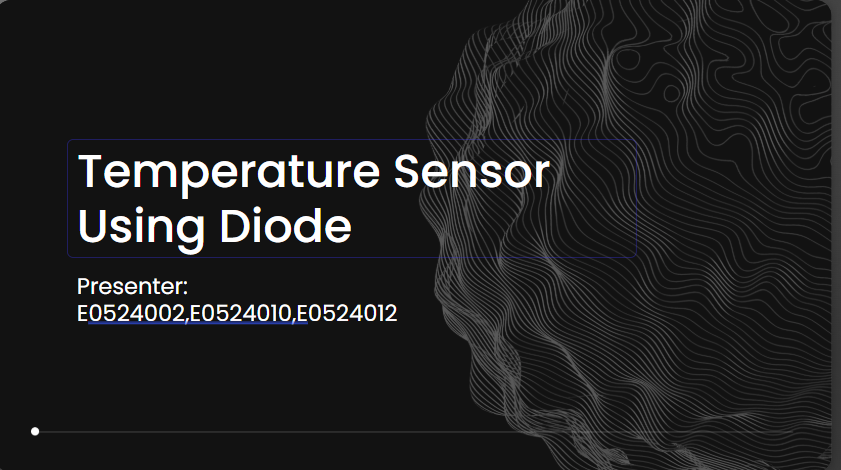 Temperature Sensor
Using Diode
Presenter:
E0524002,E0524010,E0524012